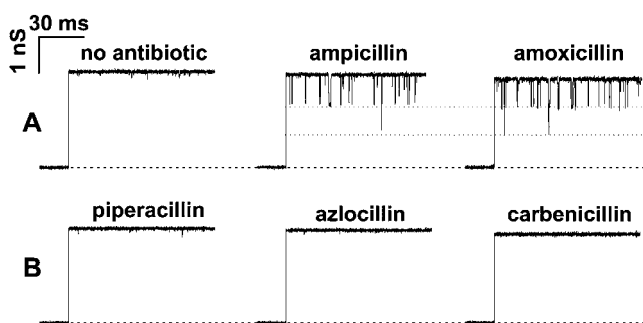 30 ms
1 nS
no antibiotic
ampicillin
amoxicillin
A
piperacillin
azlocillin
carbenicillin
B